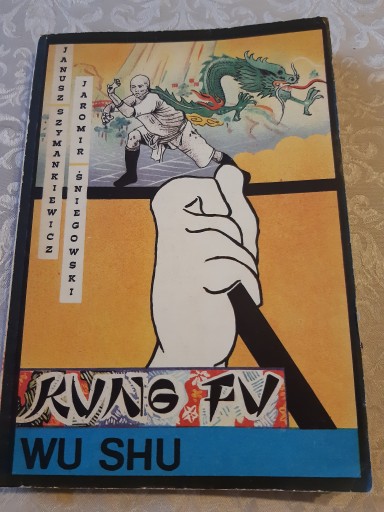 JANUSZ SZYMANKIEWICZ
JAROMIR ŚNIEGOWSKI
KUNG FU
WU SHU